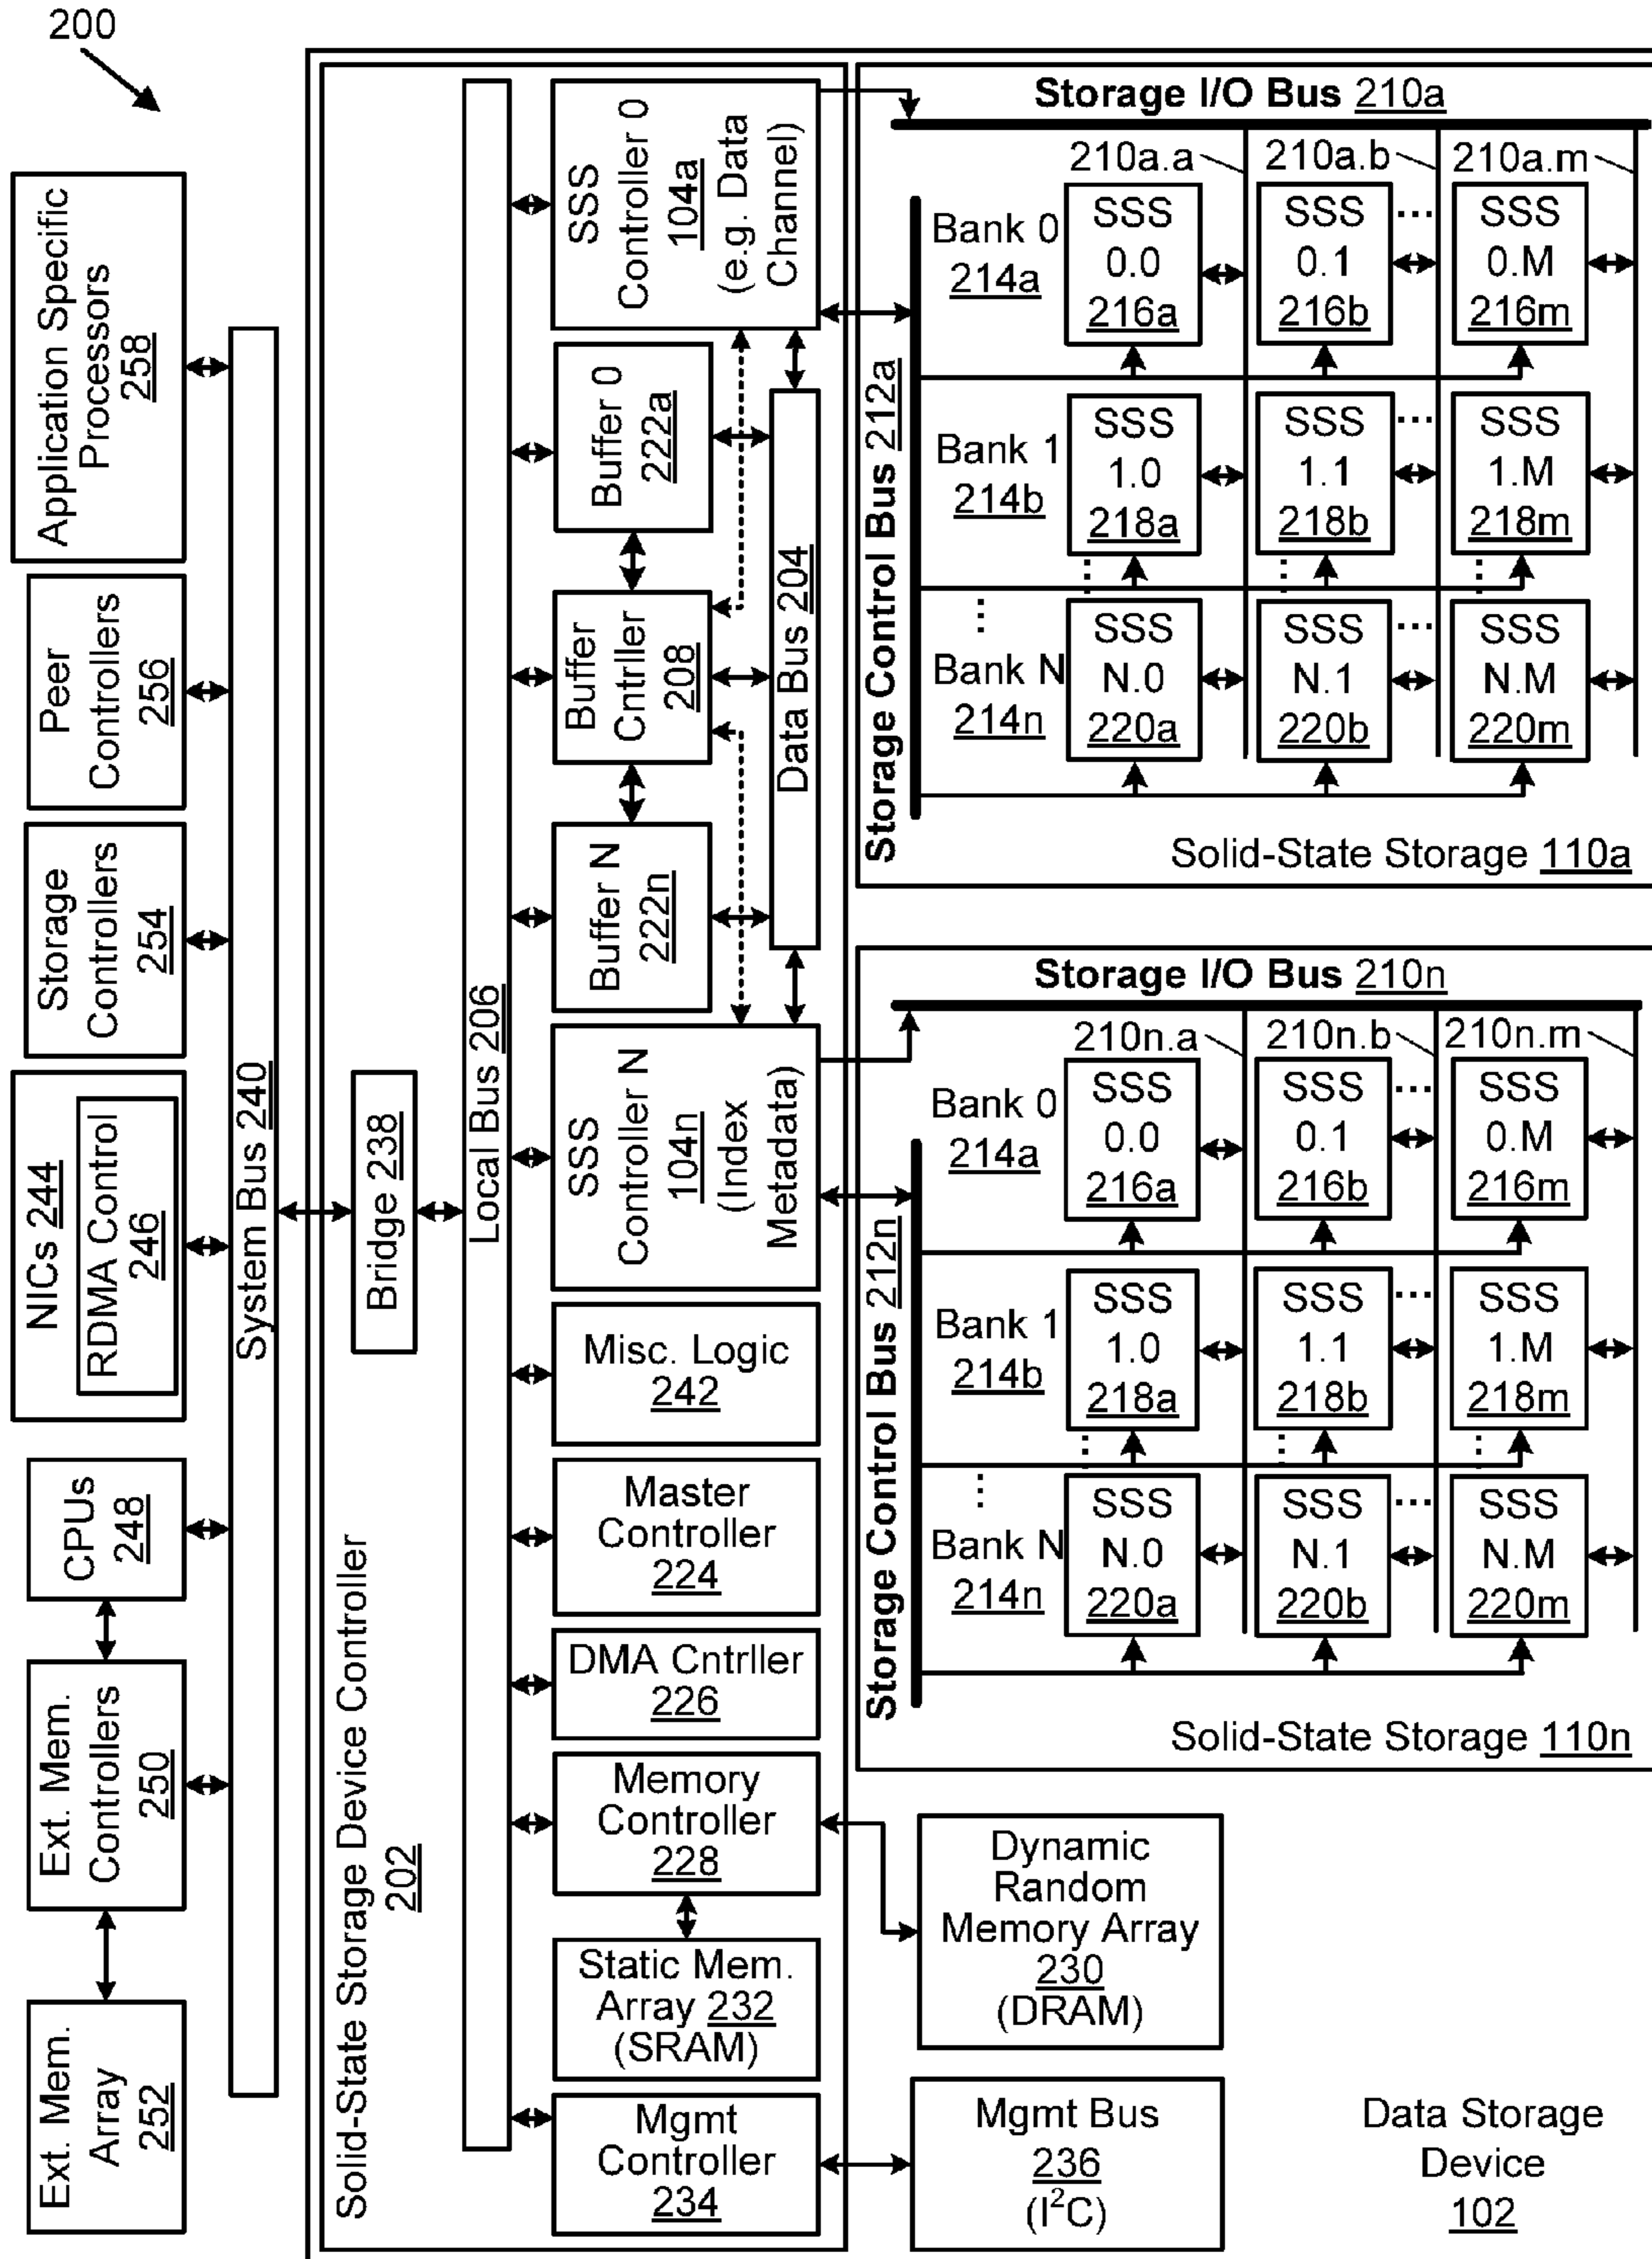 200
Application Specific
Processors
258
Peer
Controllers
256
Storage
Controllers
254
NICs 244
RDMA Control
246
CPUs
248
Ext. Mem.
Controllers
250
Ext. Mem.
Array
252
System Bus 240
Bridge 238
Solid-State Storage Device Controller
202
Local Bus 206
SSS
Controller 0
104a
(e.g. Data
Channel)
Buffer 0
222a
Buffer
Cntrller
208
Buffer N
222n
Data Bus 204
SSS
Controller N
104n
(Index
Metadata)
Misc. Logic
242
Master
Controller
224
DMA Cntrller
226
Memory
Controller
228
Static Mem.
Array 232
(SRAM)
Mgmt
Controller
234
Storage I/O Bus 210a
210a.a
210a.b
210a.m
Storage Control Bus 212a
Bank 0
214a
SSS
0.0
216a
SSS
0.1
216b
...
SSS
0.M
216m
Bank 1
214b
SSS
1.0
218a
SSS
1.1
218b
...
SSS
1.M
218m
Bank N
214n
SSS
N.0
220a
SSS
N.1
220b
...
SSS
N.M
220m
Solid-State Storage 110a
Storage I/O Bus 210n
210n.a
210n.b
210n.m
Storage Control Bus 212n
Bank 0
214a
SSS
0.0
216a
SSS
0.1
216b
...
SSS
0.M
216m
Bank 1
214b
SSS
1.0
218a
SSS
1.1
218b
...
SSS
1.M
218m
Bank N
214n
SSS
N.0
220a
SSS
N.1
220b
...
SSS
N.M
220m
Solid-State Storage 110n
Dynamic
Random
Memory Array
230
(DRAM)
Mgmt Bus
236
(I²C)
Data Storage
Device
102